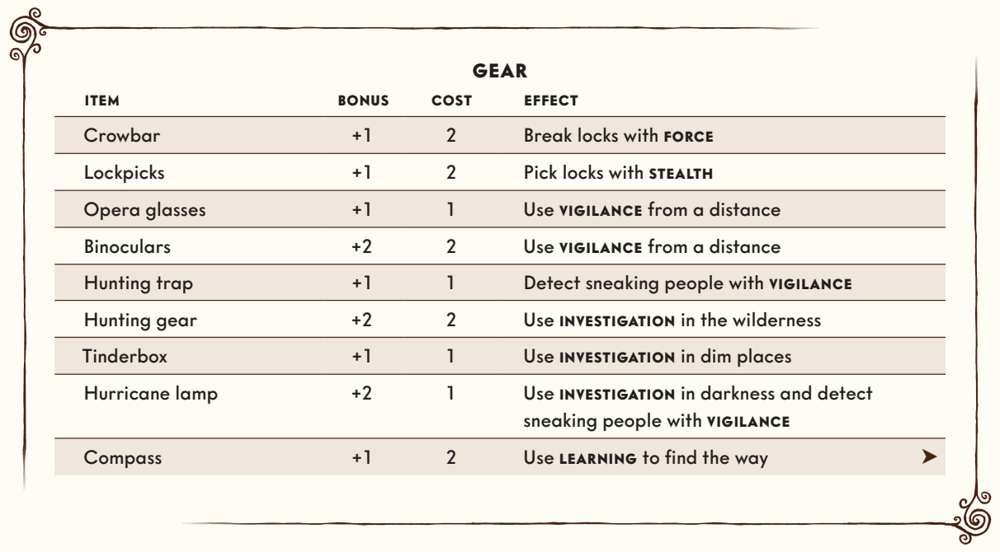 GEAR
ITEM BONUS COST EFFECT
Crowbar +1 2 Break locks with FORCE
Lockpicks +1 2 Pick locks with STEALTH
Opera glasses +1 1 Use VIGILANCE from a distance
Binoculars +2 2 Use VIGILANCE from a distance
Hunting trap +1 1 Detect sneaking people with VIGILANCE
Hunting gear +2 2 Use INVESTIGATION in the wilderness
Tinderbox +1 1 Use INVESTIGATION in dim places
Hurricane lamp +2 1 Use INVESTIGATION in darkness and detect
sneaking people with VIGILANCE
Compass +1 2 Use LEARNING to find the way